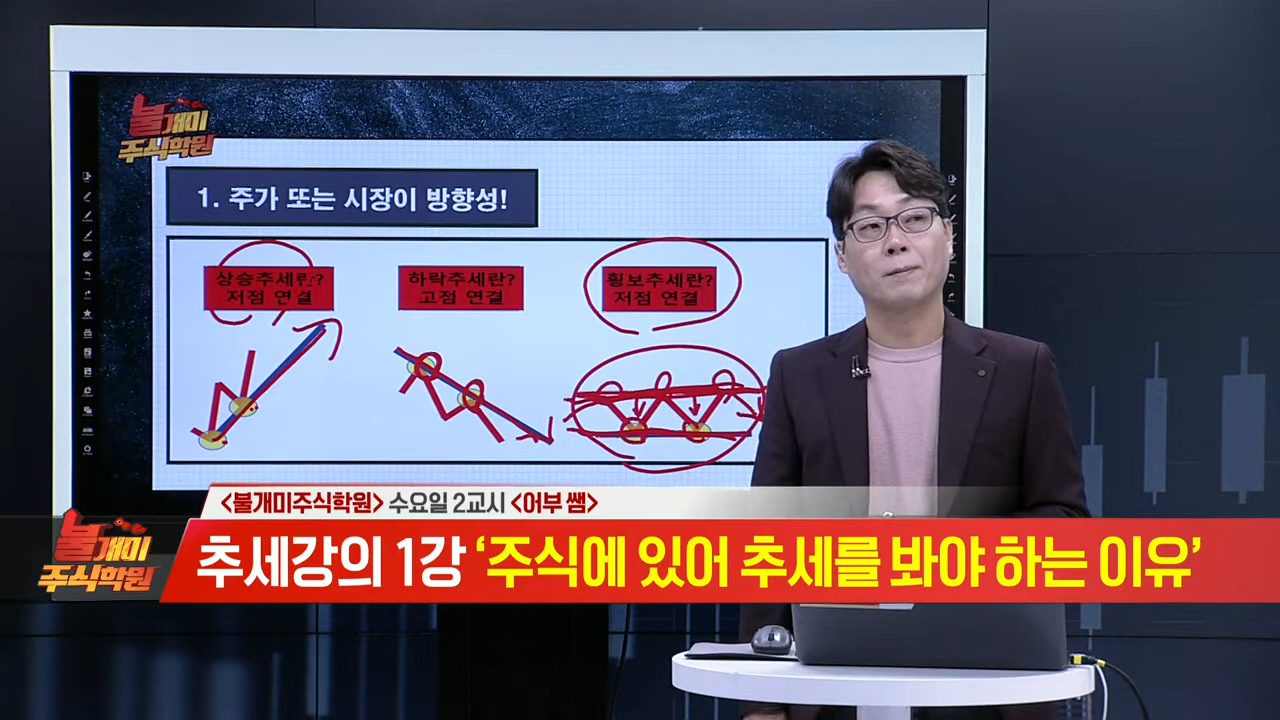 불개미
주식학원
1. 주가 또는 시장이 방향성!
상승추세란?
저점 연결
하락추세란?
고점 연결
횡보추세란?
저점 연결
<불개미주식학원> 수요일 2교시 <어부 쌤>
불개미
주식학원
추세강의 1강 ‘주식에 있어 추세를 봐야 하는 이유’